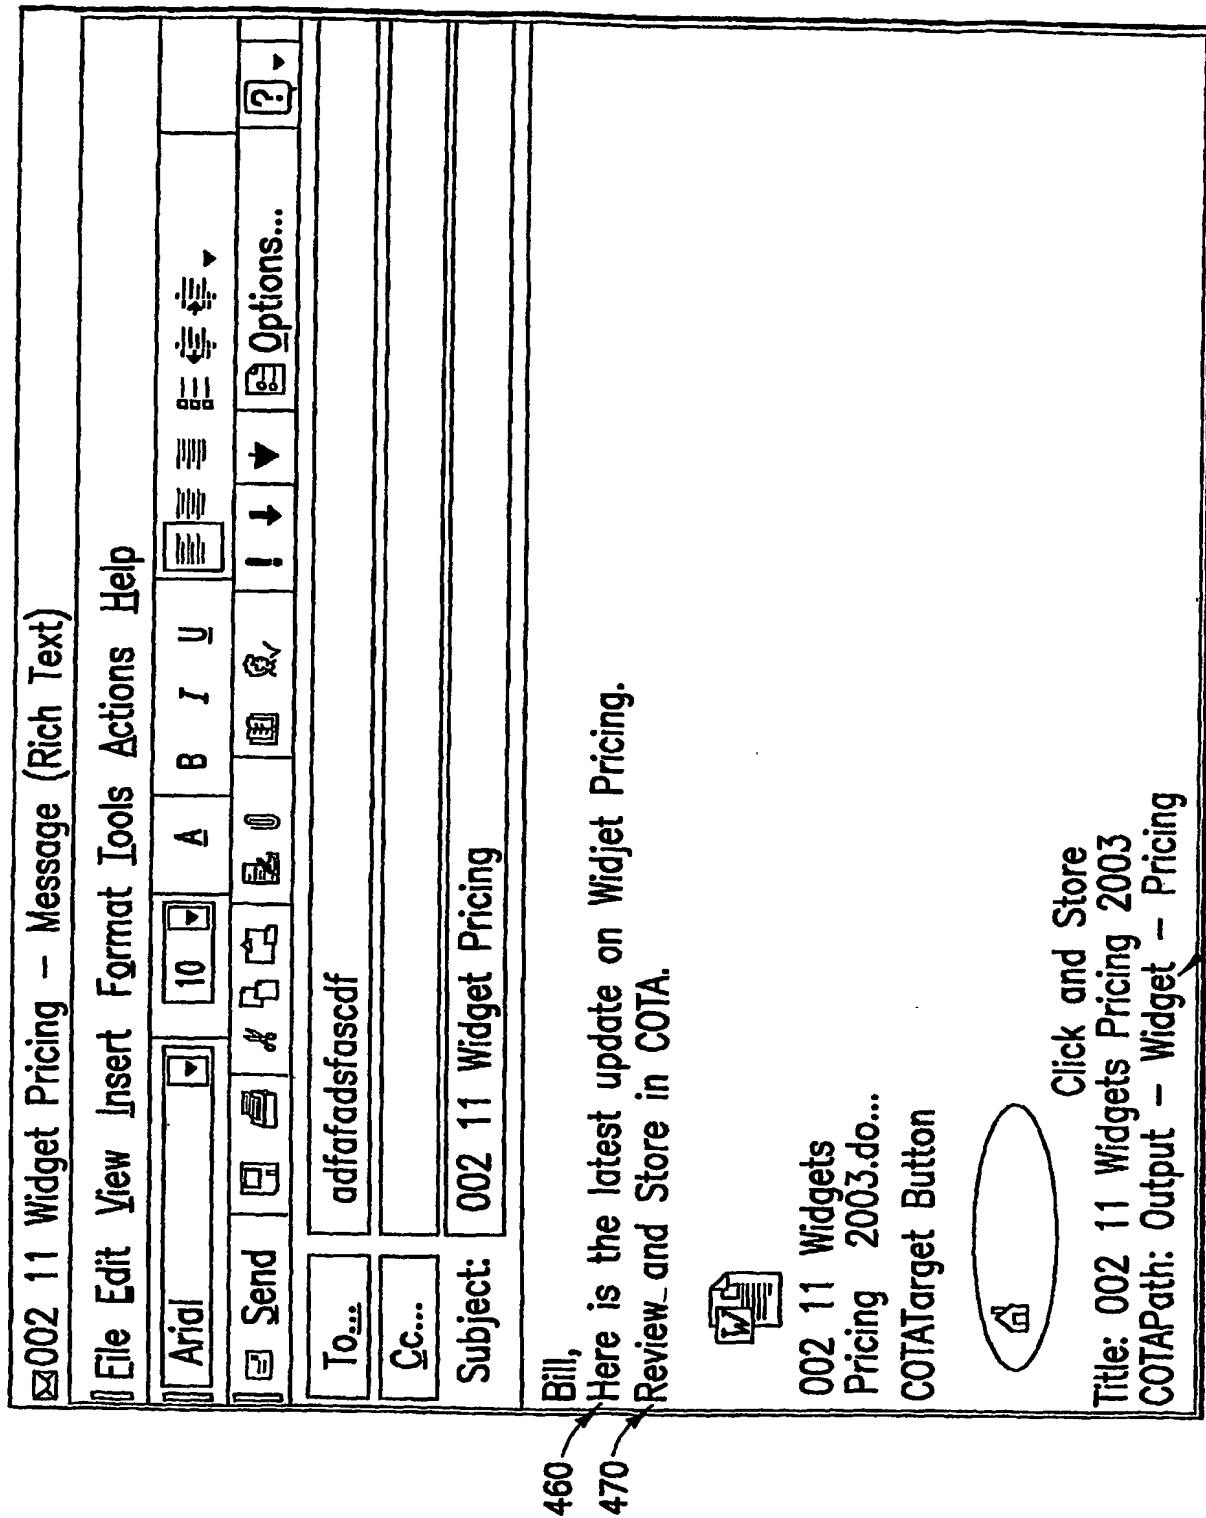 002 11 Widget Pricing – Message (Rich Text)
File Edit View Insert Format Tools Actions Help
Arial 10 A B I U
Send ! Options... ?
To... adfafadsfascdf
Cc...
Subject: 002 11 Widget Pricing
Bill,
460 Here is the latest update on Widjet Pricing.
470 Review_ and Store in COTA.
W
002 11 Widgets
Pricing 2003.do...
COTATarget Button
Click and Store
Title: 002 11 Widgets Pricing 2003
COTAPath: Output – Widget – Pricing